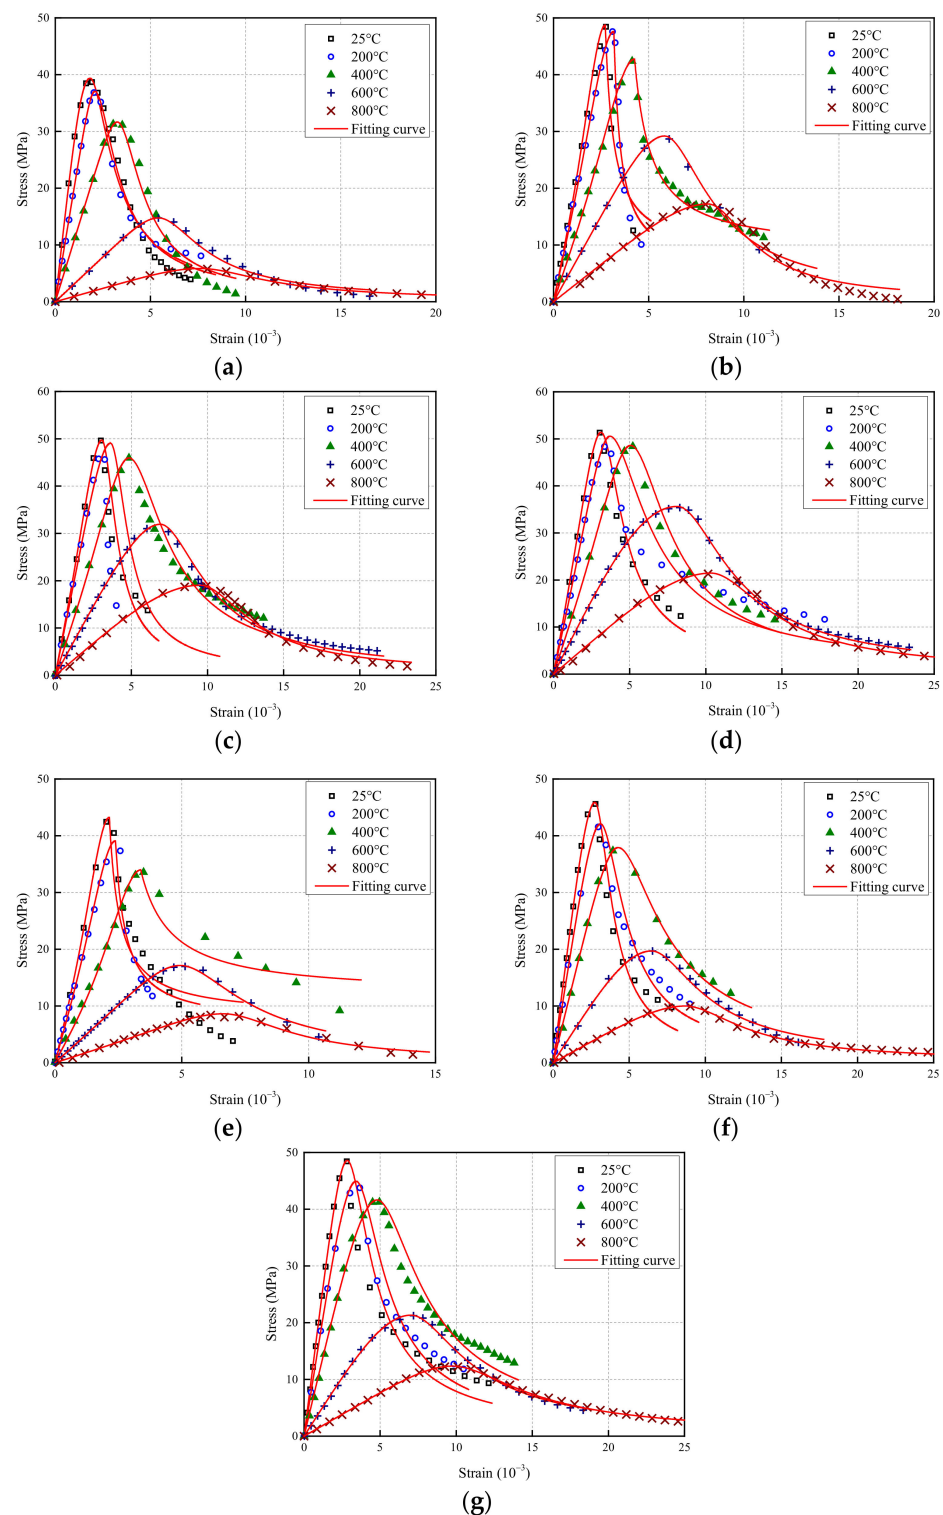 50
40
30
20
10
0
Stress (MPa)
25°C
200°C
400°C
600°C
800°C
Fitting curve
0 5 10 15 20
Strain (10⁻³)
(a)
50
40
30
20
10
0
Stress (MPa)
25°C
200°C
400°C
600°C
800°C
Fitting curve
0 5 10 15 20
Strain (10⁻³)
(b)
60
50
40
30
20
10
0
Stress (MPa)
25°C
200°C
400°C
600°C
800°C
Fitting curve
0 5 10 15 20 25
Strain (10⁻³)
(c)
60
50
40
30
20
10
0
Stress (MPa)
25°C
200°C
400°C
600°C
800°C
Fitting curve
0 5 10 15 20 25
Strain (10⁻³)
(d)
50
40
30
20
10
0
Stress (MPa)
25°C
200°C
400°C
600°C
800°C
Fitting curve
0 5 10 15
Strain (10⁻³)
(e)
50
40
30
20
10
0
Stress (MPa)
25°C
200°C
400°C
600°C
800°C
Fitting curve
0 5 10 15 20 25
Strain (10⁻³)
(f)
50
40
30
20
10
0
Stress (MPa)
25°C
200°C
400°C
600°C
800°C
Fitting curve
0 5 10 15 20 25
Strain (10⁻³)
(g)